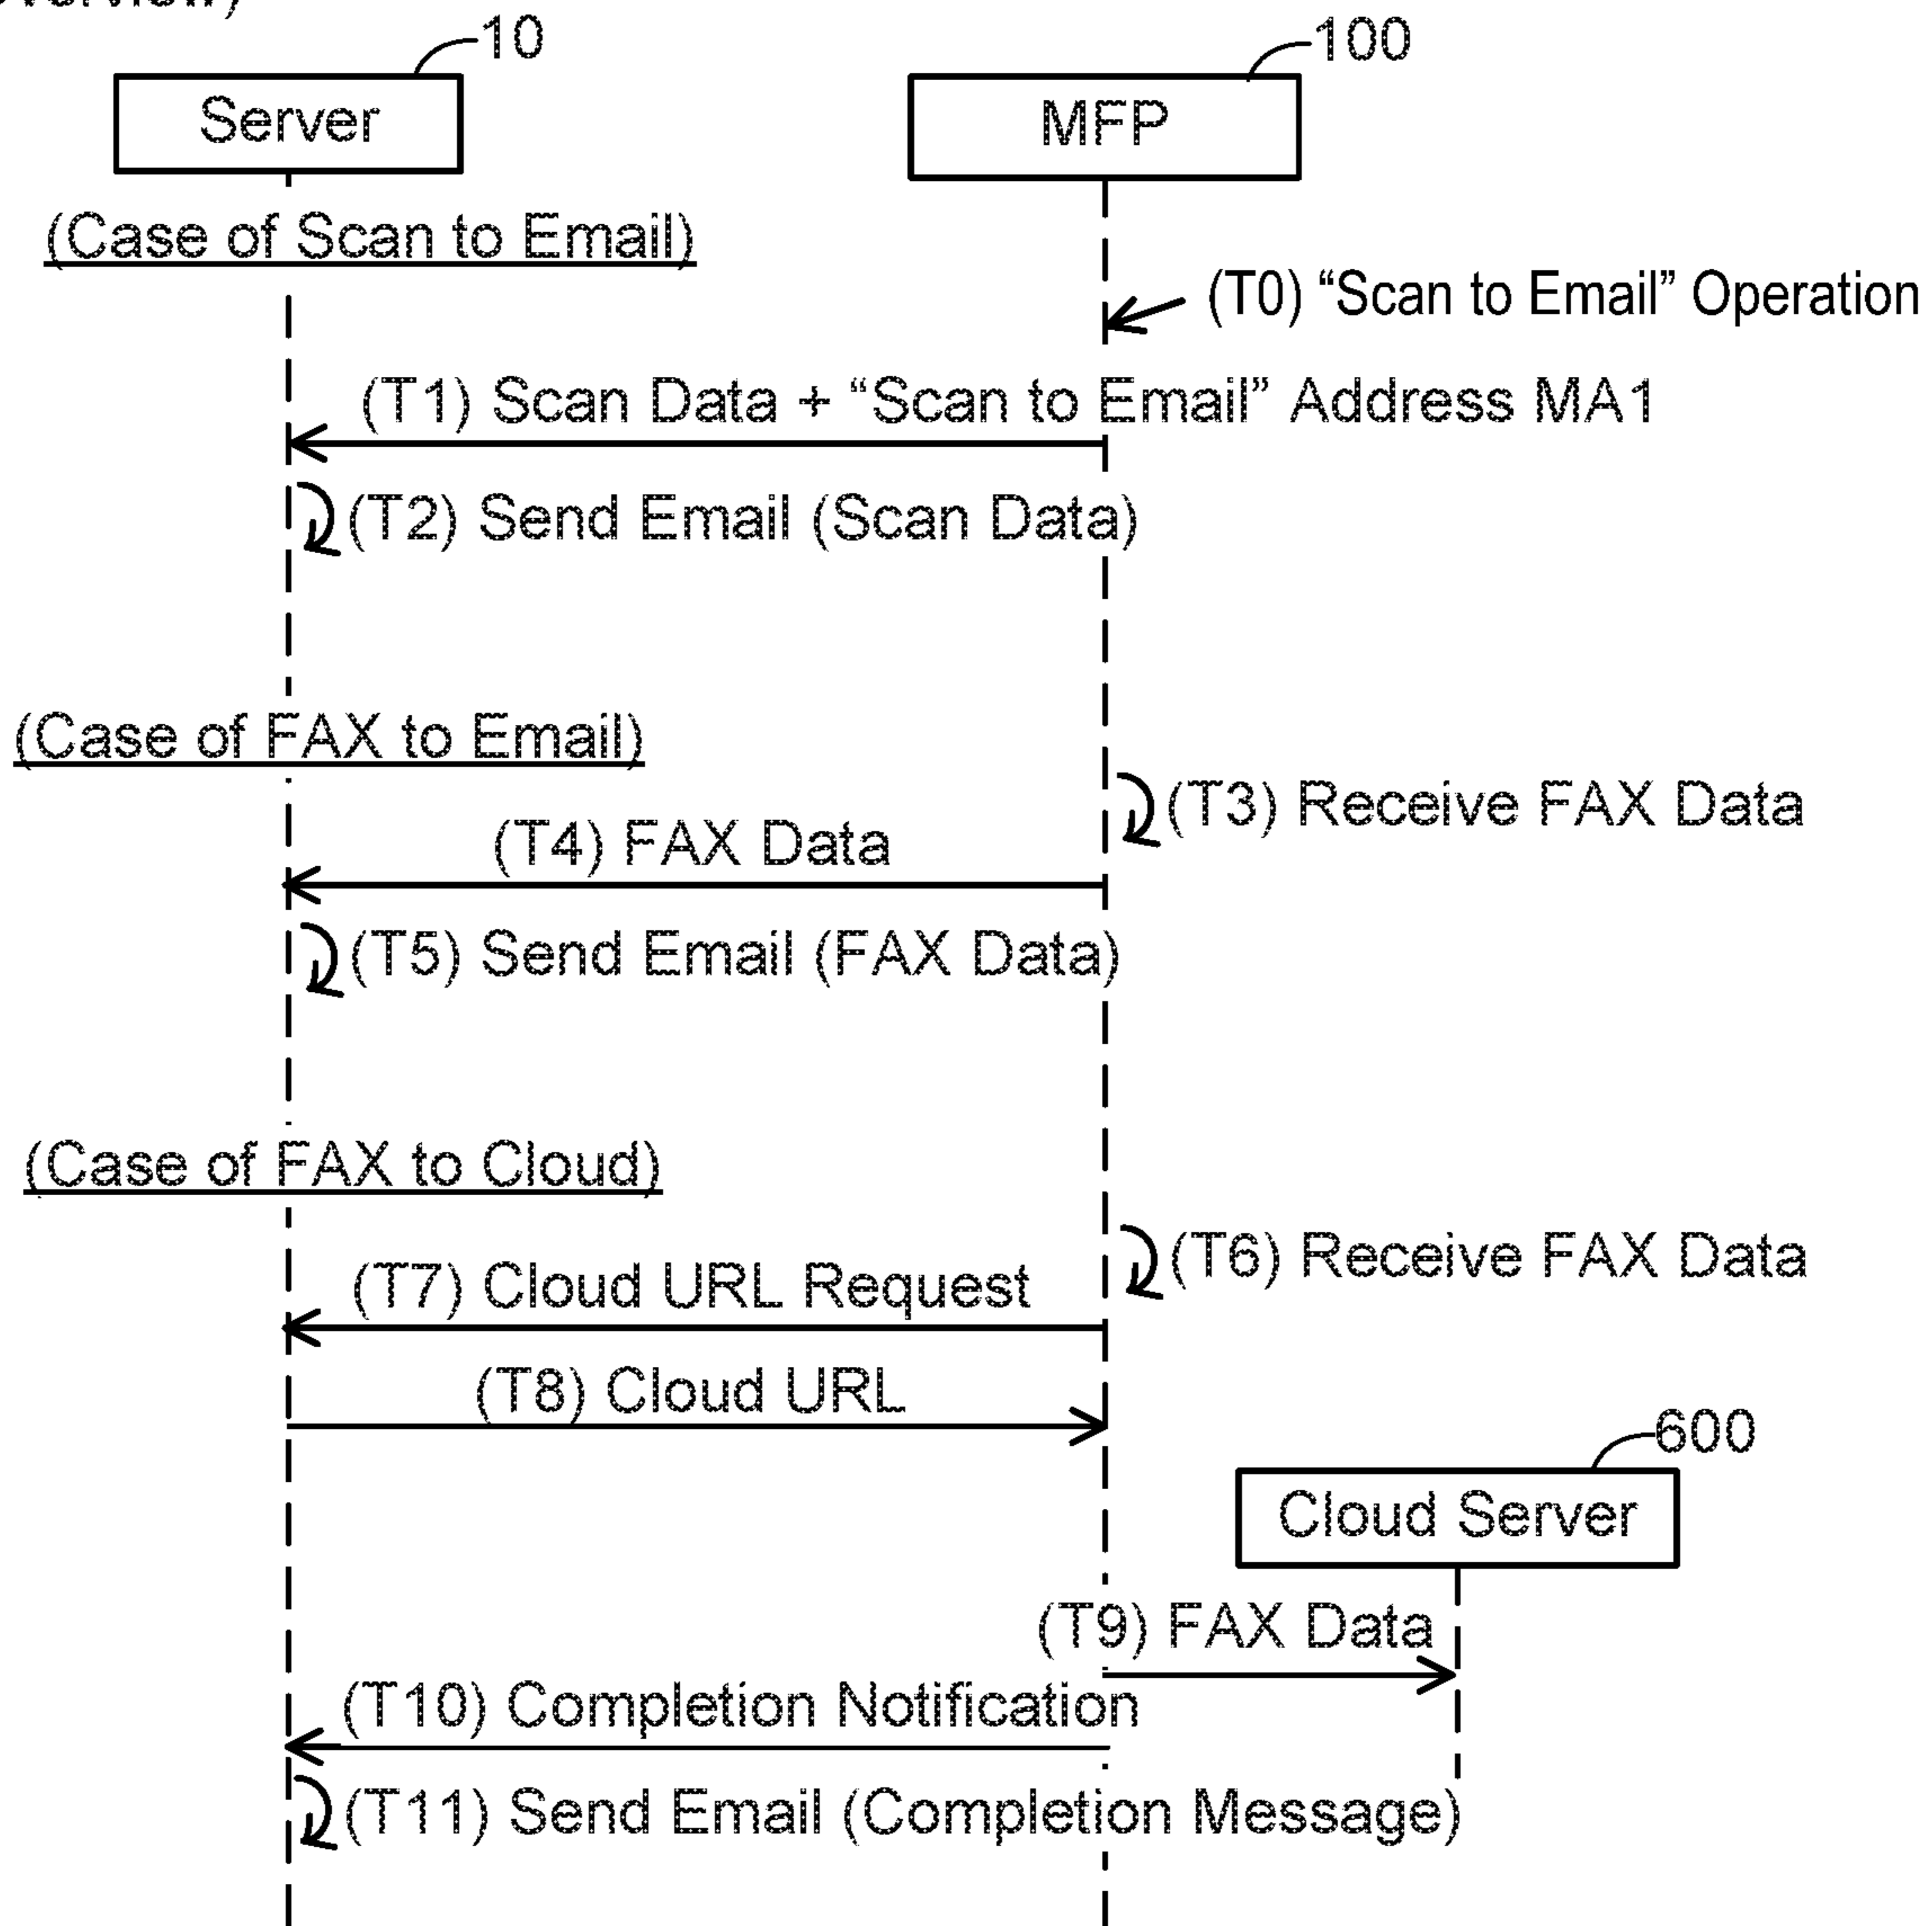 10
100
Server
MFP
(Case of Scan to Email)
(T0) “Scan to Email” Operation
(T1) Scan Data + “Scan to Email” Address MA1
(T2) Send Email (Scan Data)
(Case of FAX to Email)
(T3) Receive FAX Data
(T4) FAX Data
(T5) Send Email (FAX Data)
(Case of FAX to Cloud)
(T6) Receive FAX Data
(T7) Cloud URL Request
(T8) Cloud URL
600
Cloud Server
(T9) FAX Data
(T10) Completion Notification
(T11) Send Email (Completion Message)